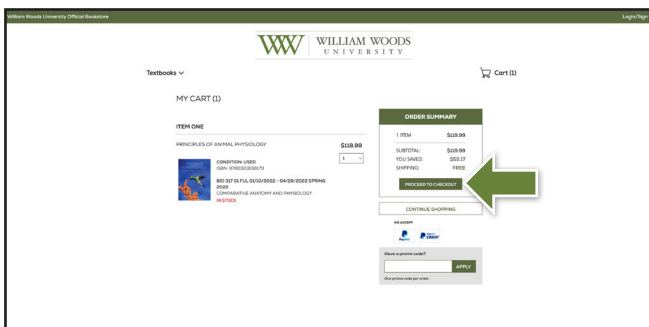 William Woods University Official Bookstore
Login/Sign
WILLIAM WOODS
UNIVERSITY
Textbooks
Cart (1)
MY CART (1)
ITEM ONE
PRINCIPLES OF ANIMAL PHYSIOLOGY
$119.99
1
CONDITION: USED
BIO 317 01 FUL 01/10/2022 - 04/29/2022 SPRING
2022
COMPARATIVE ANATOMY AND PHYSIOLOGY
IN STOCK
ORDER SUMMARY
1 ITEM $119.99
SUBTOTAL: $119.99
YOU SAVED: $55.17
SHIPPING: FREE
PROCEED TO CHECKOUT
CONTINUE SHOPPING
WE ACCEPT
PayPal
PayPal CREDIT
Have a promo code?
APPLY
One promo code per order.